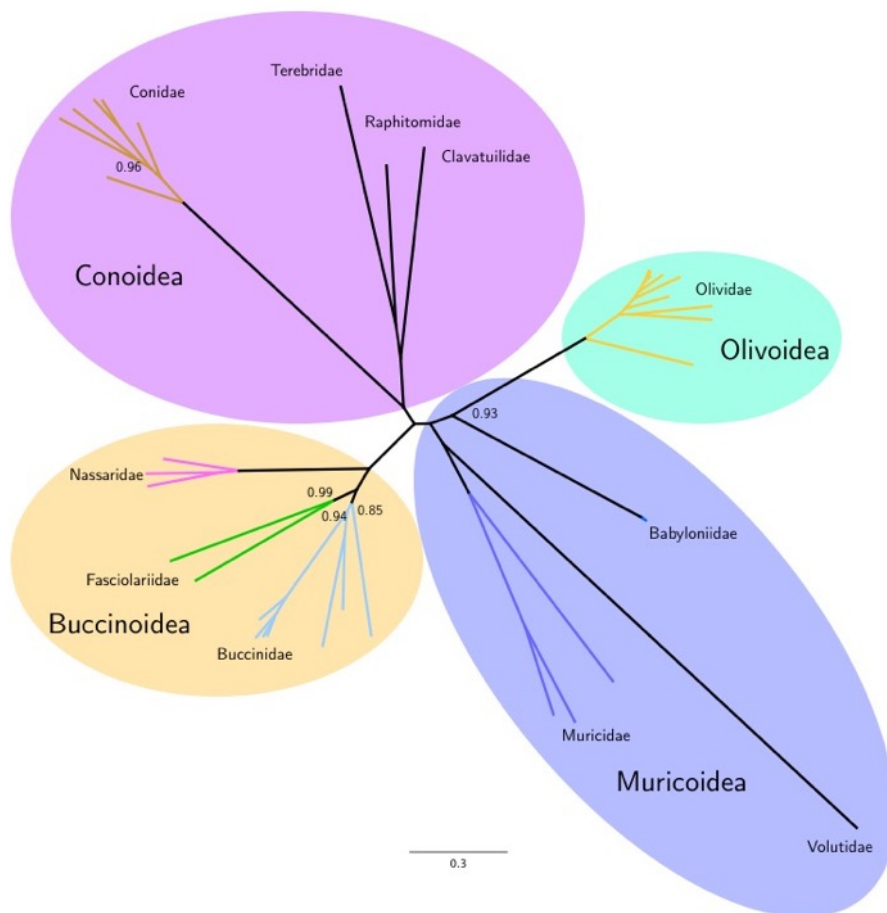 Terebridae
Conidae
Raphitomidae
Clavatuilidae
0.96
Conoidea
Olividae
Olivoidea
0.93
Nassaridae
0.99
0.94
0.85
Babyloniidae
Fasciolariidae
Buccinoidea
Buccinidae
Muricidae
Muricoidea
Volutidae
0.3